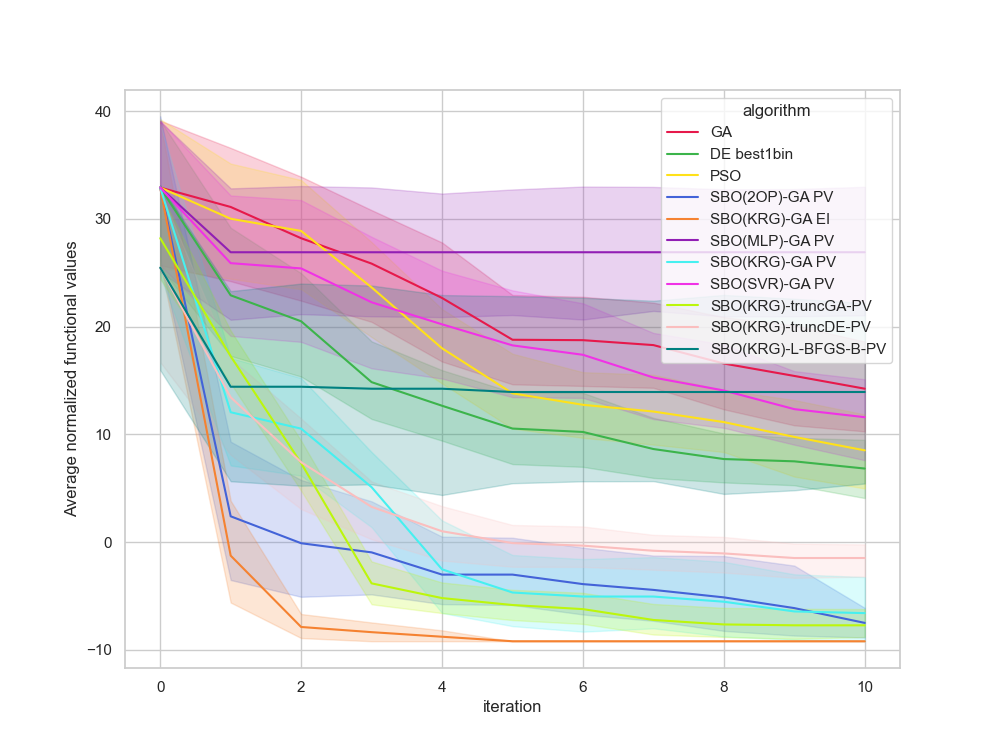 algorithm
GA
DE best1bin
PSO
SBO(2OP)-GA PV
SBO(KRG)-GA EI
SBO(MLP)-GA PV
SBO(KRG)-GA PV
SBO(SVR)-GA PV
SBO(KRG)-truncGA-PV
SBO(KRG)-truncDE-PV
SBO(KRG)-L-BFGS-B-PV
Average normalized functional values
40
30
20
10
0
−10
0 2 4 6 8 10
iteration